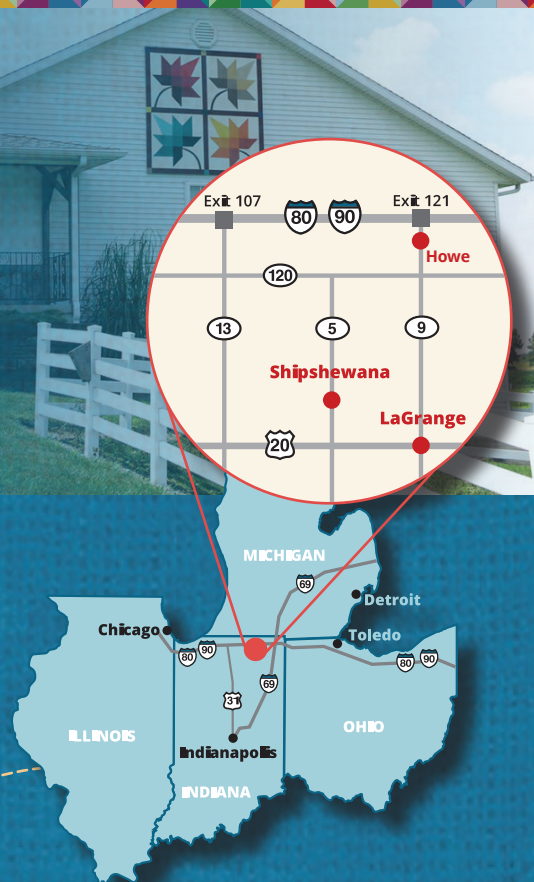 Exit 107
80
90
Exit 121
Howe
120
13
5
9
Shipshewana
LaGrange
20
MICHIGAN
69
Detroit
Chicago
Toledo
80
90
80
90
69
31
ILLINOIS
OHIO
Indianapolis
INDIANA